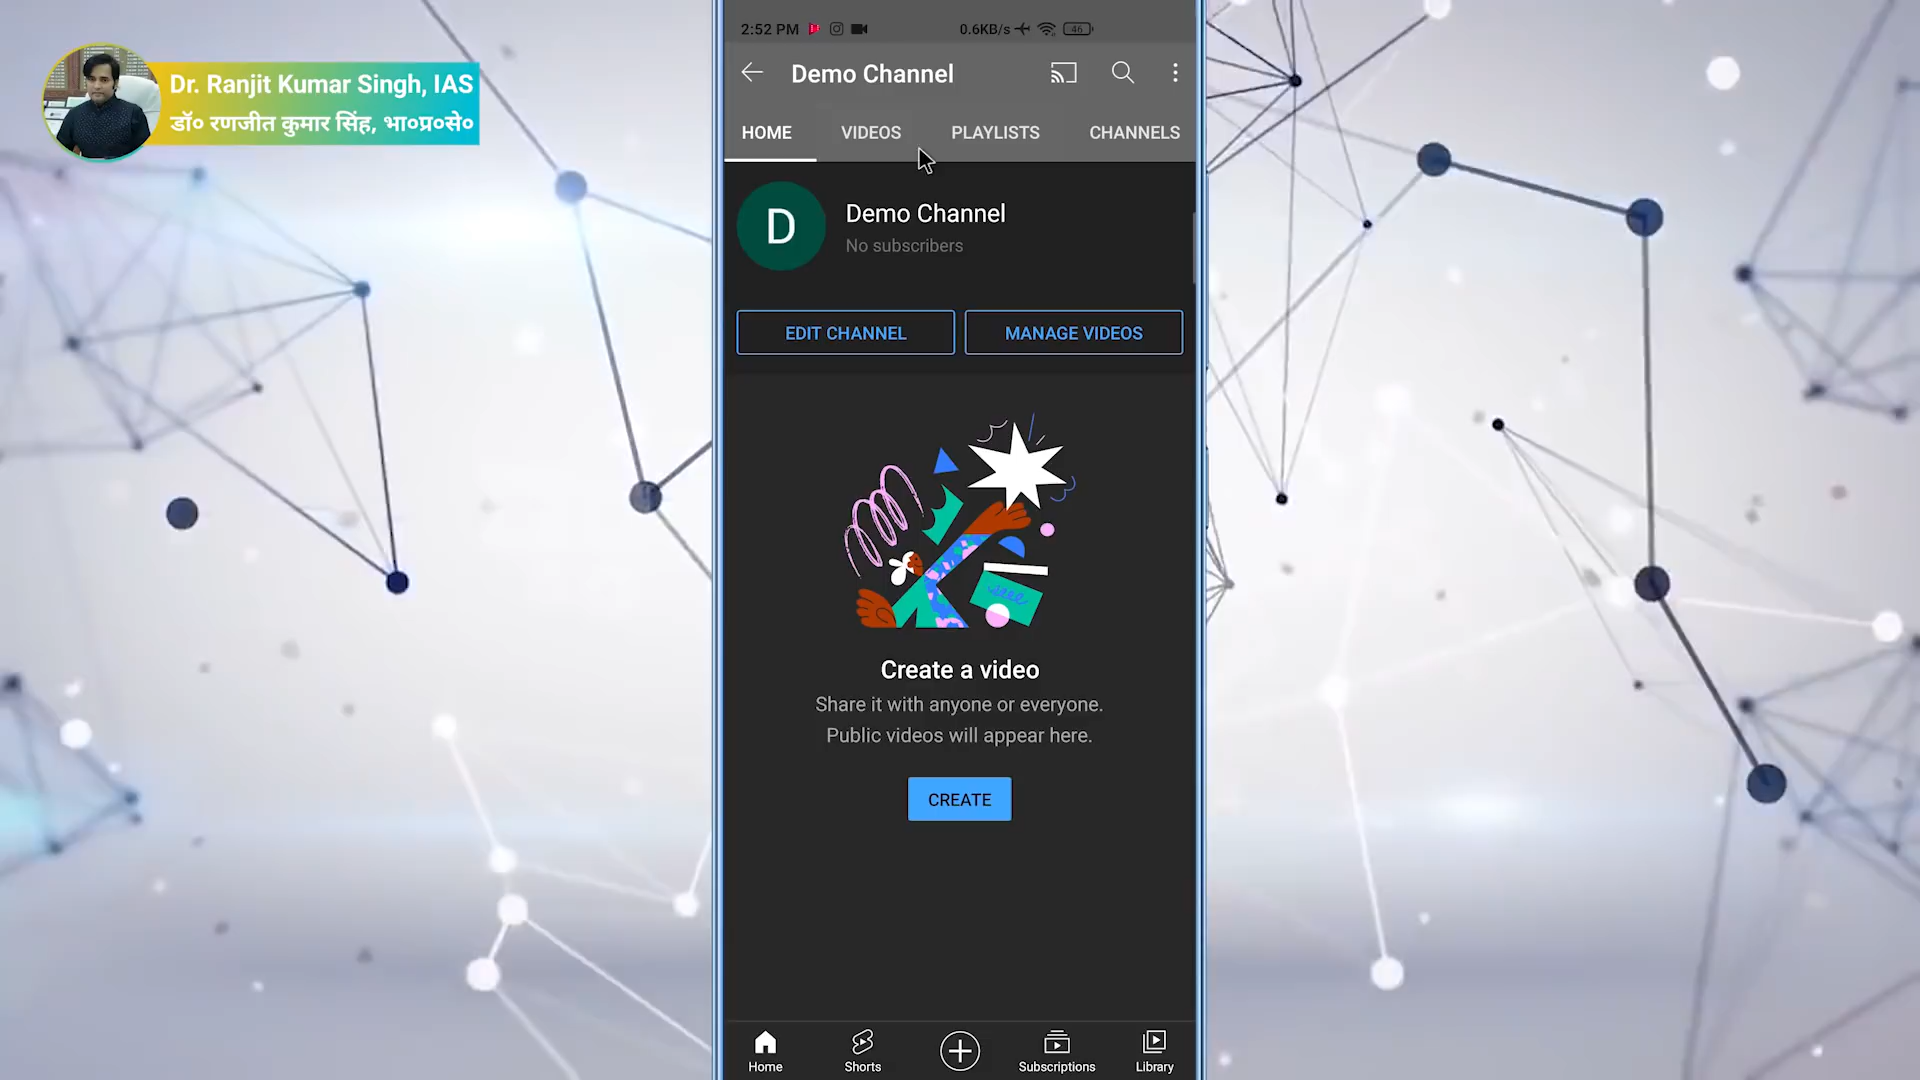 Dr. Ranjit Kumar Singh, IAS
डॉ० रणजीत कुमार सिंह, भा०प्र०से०
2:52 PM
0.6KB/s
46
Demo Channel
HOME
VIDEOS
PLAYLISTS
CHANNELS
D
Demo Channel
No subscribers
EDIT CHANNEL
MANAGE VIDEOS
Create a video
Share it with anyone or everyone.
Public videos will appear here.
CREATE
Home
Shorts
Subscriptions
Library